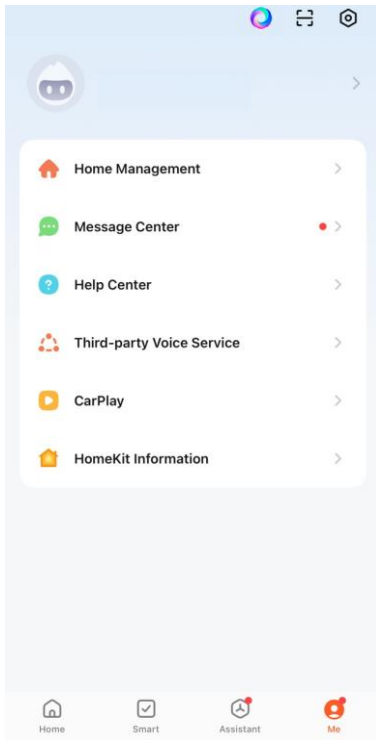 Home Management
Message Center
Help Center
Third-party Voice Service
CarPlay
HomeKit Information
Home Smart Assistant Me